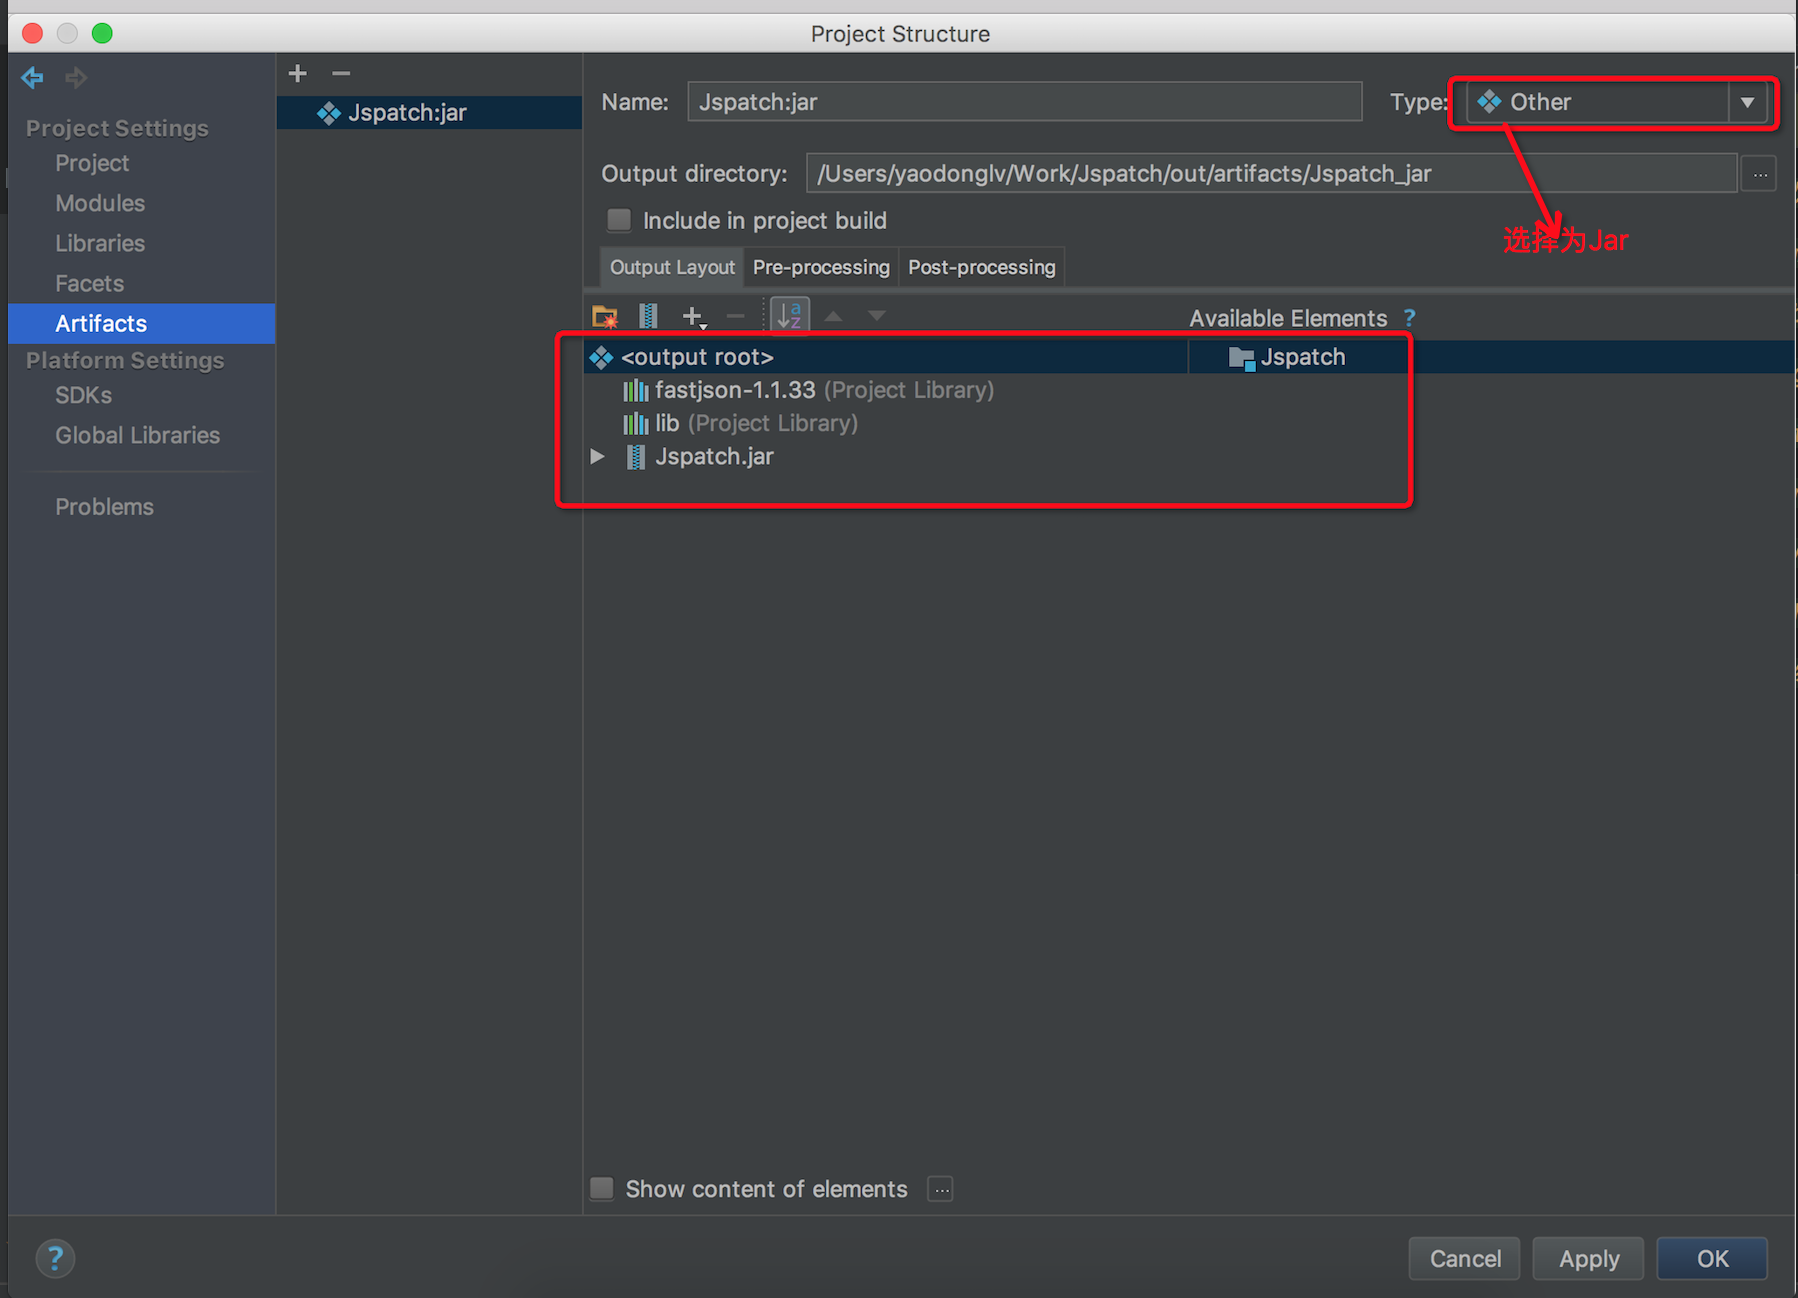 Project Structure
Project Settings
Project
Modules
Libraries
Facets
Artifacts
Platform Settings
SDKs
Global Libraries
Problems
Jspatch:jar
Name: Jspatch:jar Type: Other
Output directory: /Users/yaodonglv/Work/Jspatch/out/artifacts/Jspatch_jar ...
Include in project build
选择为Jar
Output Layout Pre-processing Post-processing
Available Elements ?
<output root> Jspatch
fastjson-1.1.33 (Project Library)
lib (Project Library)
Jspatch.jar
Show content of elements ...
? Cancel Apply OK